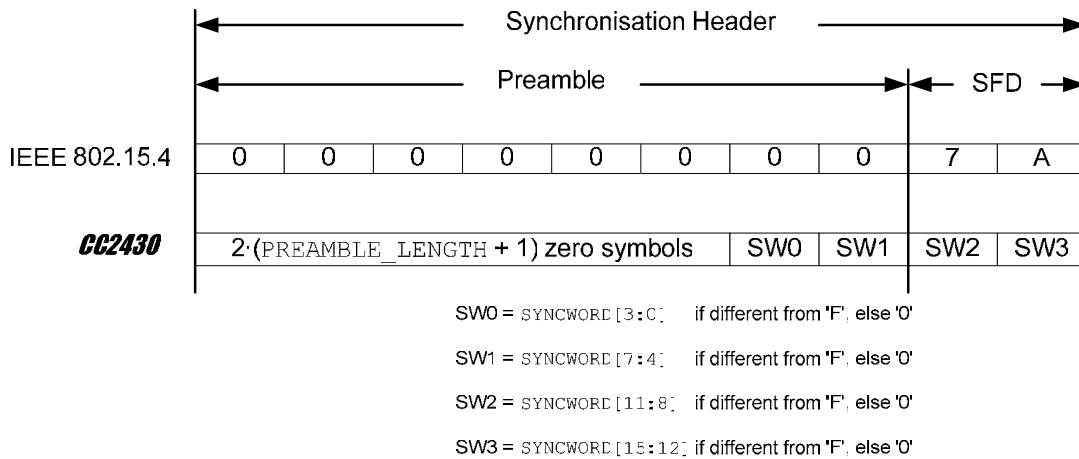 Synchronisation Header
Preamble SFD
IEEE 802.15.4 0 0 0 0 0 0 0 0 7 A
CC2430 2·(PREAMBLE_LENGTH + 1) zero symbols SW0 SW1 SW2 SW3
SW0 = SYNCWORD[3:0] if different from 'F', else '0'
SW1 = SYNCWORD[7:4] if different from 'F', else '0'
SW2 = SYNCWORD[11:8] if different from 'F', else '0'
SW3 = SYNCWORD[15:12] if different from 'F', else '0'